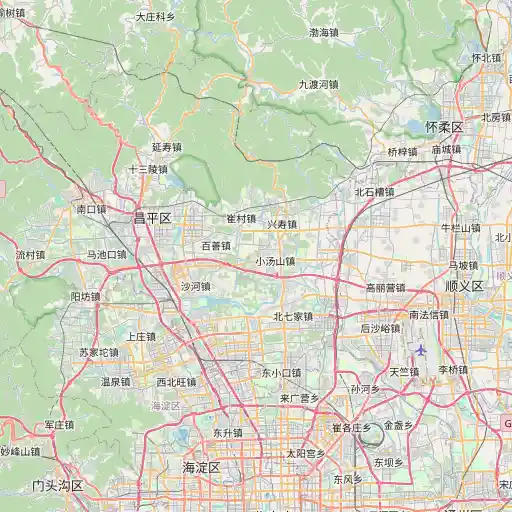 大庄科乡
渤海镇
怀北镇
九渡河镇
北房镇
怀柔区
延寿镇
庙城镇
桥梓镇
十三陵镇
北石槽镇
南口镇
昌平区
崔村镇
兴寿镇
牛栏山镇
百善镇
流村镇
马池口镇
小汤山镇
马坡镇
沙河镇
高丽营镇
顺义区
阳坊镇
北七家镇
南法信镇
后沙峪镇
上庄镇
苏家坨镇
东小口镇
天竺镇
李桥镇
温泉镇
西北旺镇
孙河乡
来广营乡
海淀区
军庄镇
崔各庄乡
金盏乡
东升镇
妙峰山镇
太阳宫乡
海淀区
东坝乡
门头沟区
东风乡